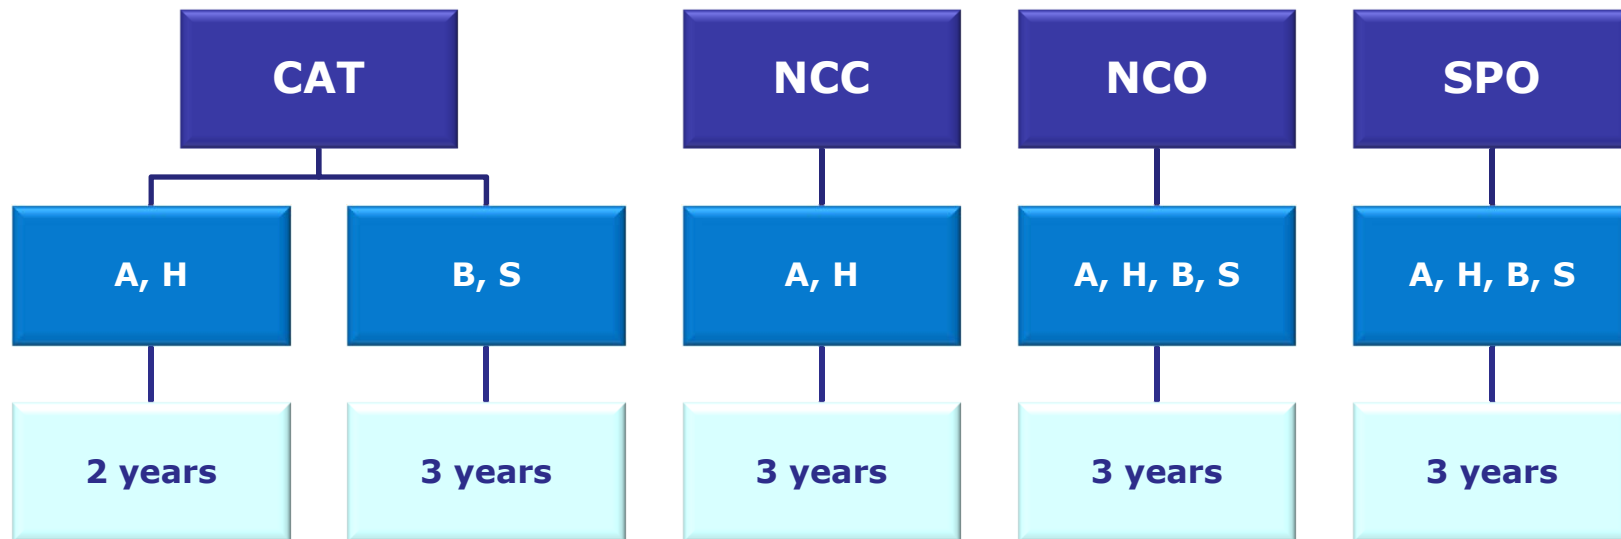 CAT
NCC
NCO
SPO
A, H
B, S
A, H
A, H, B, S
A, H, B, S
2 years
3 years
3 years
3 years
3 years